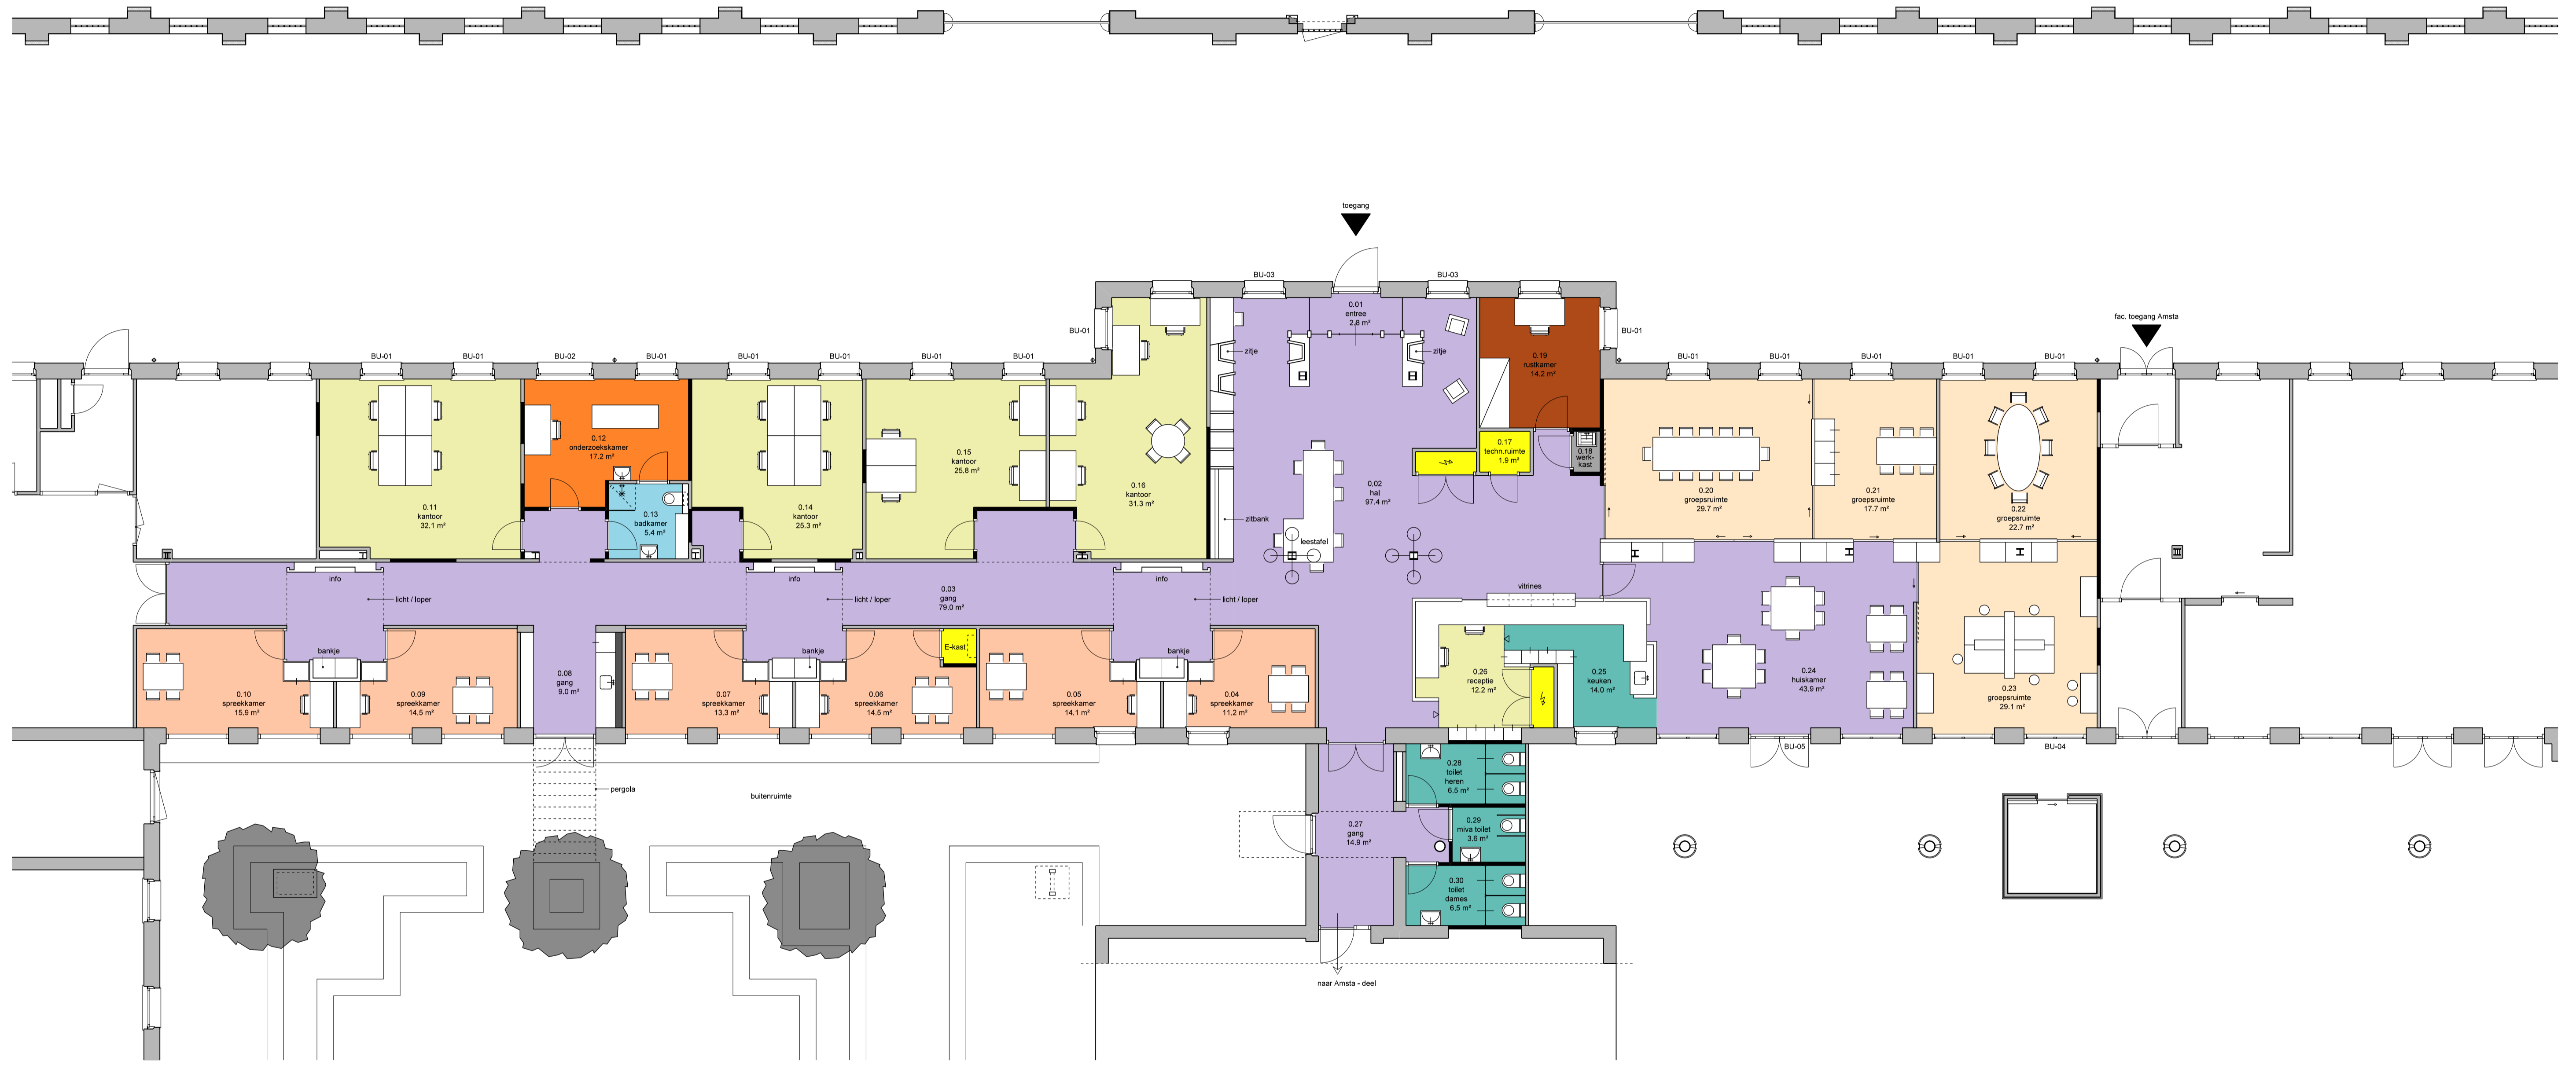 toegang
BU-03
BU-03
0.01
entree
2.8 m²
BU-01
BU-01
fac. toegang Amsta
zitje
zitje
BU-01
BU-01
BU-02
BU-01
BU-01
BU-01
BU-01
BU-01
BU-01
BU-01
BU-01
BU-01
BU-01
0.19
rustkamer
14.2 m²
0.12
onderzoekskamer
17.2 m²
0.17
techn.ruimte
1,9 m²
0.18
werk-
kast
0.15
kantoor
25.8 m²
0.16
kantoor
31.3 m²
0.02
hal
97.4 m²
0.20
groepsruimte
29.7 m²
0.21
groepsruimte
17.7 m²
0.22
groepsruimte
22.7 m²
0.11
kantoor
32.1 m²
0.13
badkamer
5.4 m²
0.14
kantoor
25.3 m²
zitbank
leestafel
info
info
info
licht / loper
licht / loper
licht / loper
0.03
gang
79.0 m²
vitrines
bankje
bankje
bankje
E-kast
0.10
spreekkamer
15.9 m²
0.09
spreekkamer
14.5 m²
0.08
gang
9.0 m²
0.07
spreekkamer
13.3 m²
0.06
spreekkamer
14.5 m²
0.05
spreekkamer
14.1 m²
0.04
spreekkamer
11.2 m²
0.26
receptie
12.2 m²
0.25
keuken
14.0 m²
0.24
huiskamer
43.9 m²
0.23
groepsruimte
29.1 m²
BU-05
BU-04
pergola
buitenruimte
0.28
toilet
heren
6.5 m²
0.27
gang
14.9 m²
0.29
miva toilet
3.6 m²
0.30
toilet
dames
6.5 m²
naar Amsta - deel